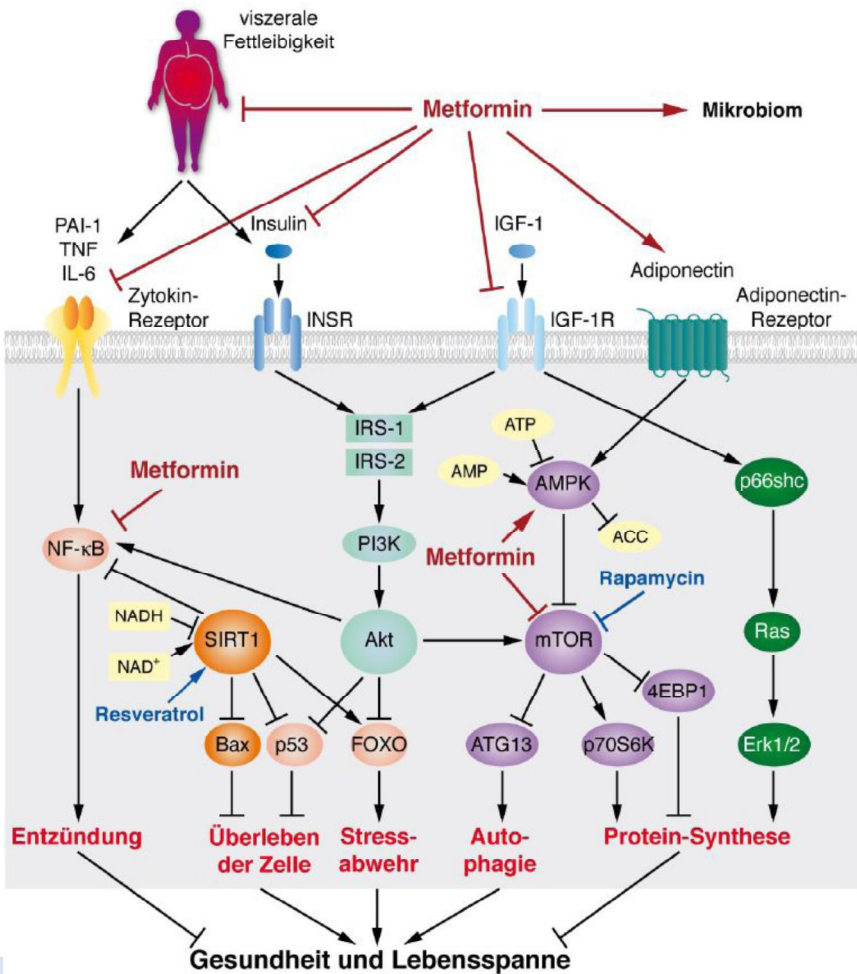 viszerale
Fettleibigkeit
Metformin
Mikrobiom
PAI-1
TNF
IL-6
Insulin
IGF-1
Adiponectin
Zytokin-
Rezeptor
INSR
IGF-1R
Adiponectin-
Rezeptor
IRS-1
IRS-2
ATP
AMP
AMPK
p66shc
Metformin
ACC
NF-κB
PI3K
Metformin
Rapamycin
NADH
SIRT1
Akt
mTOR
Ras
NAD+
4EBP1
Resveratrol
Bax
p53
FOXO
ATG13
p70S6K
Erk1/2
Entzündung
Überleben
der Zelle
Stress-
abwehr
Auto-
phagie
Protein-Synthese
Gesundheit und Lebensspanne